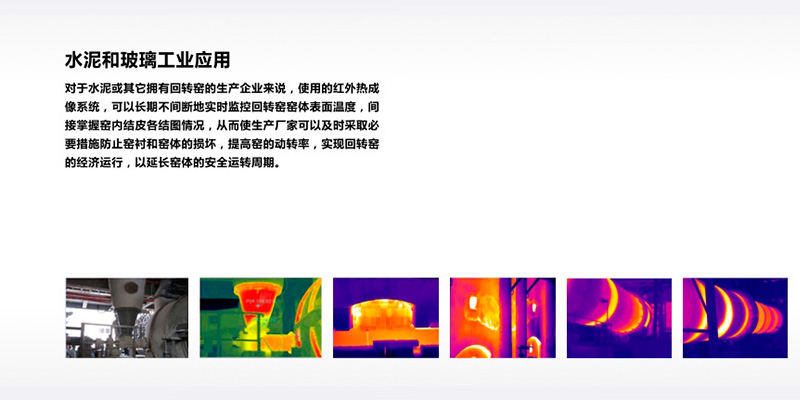 水泥和玻璃工业应用
对于水泥或其它拥有回转窑的生产企业来说，使用的红外热成
像系统，可以长期不间断地实时监控回转窑窑体表面温度，间
接掌握窑内结皮各结图情况，从而使生产厂家可以及时采取必
要措施防止窑衬和窑体的损坏，提高窑的动转率，实现回转窑
的经济运行，以延长窑体的安全运转周期。